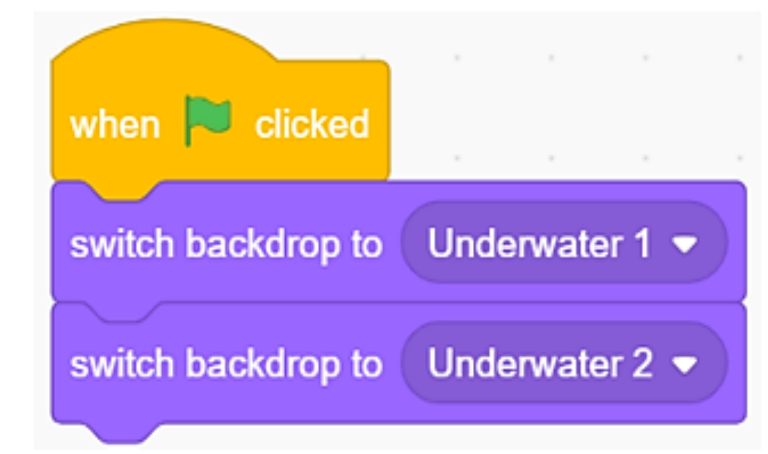 when clicked
switch backdrop to Underwater 1
switch backdrop to Underwater 2